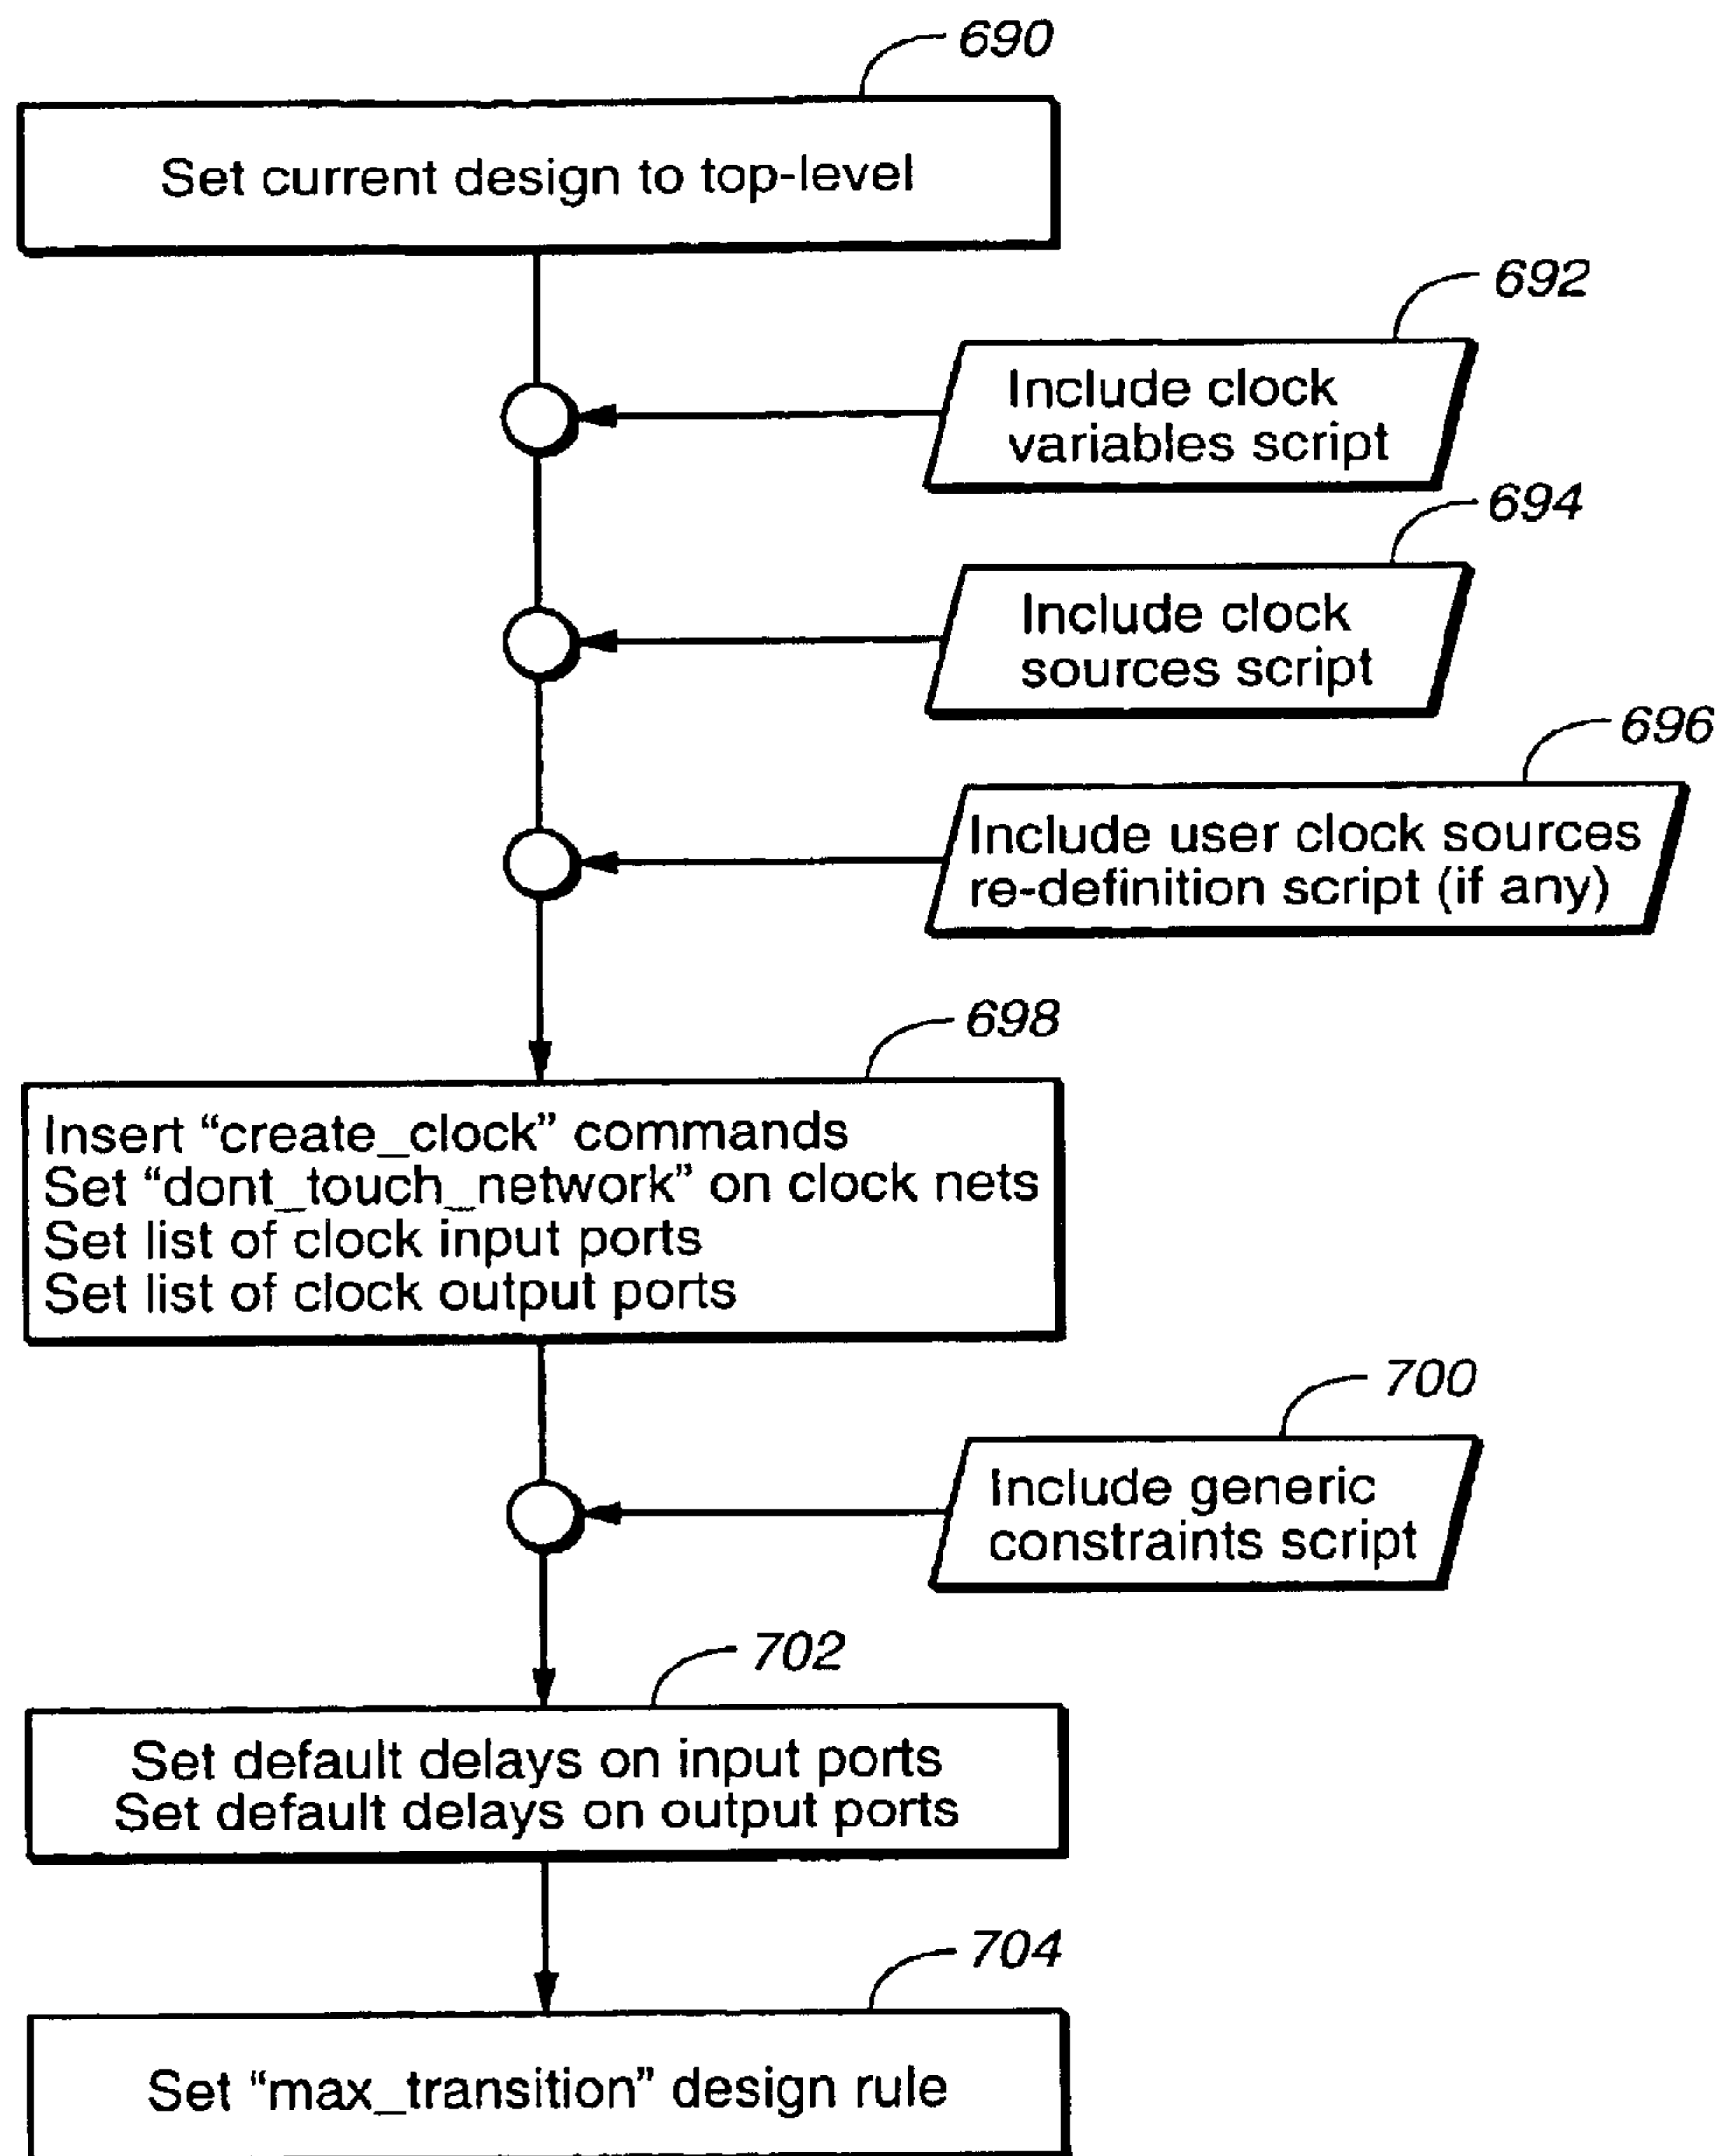 690
Set current design to top-level
692
Include clock
variables script
694
Include clock
sources script
696
Include user clock sources
re-definition script (if any)
698
Insert “create_clock” commands
Set “dont_touch_network” on clock nets
Set list of clock input ports
Set list of clock output ports
700
Include generic
constraints script
702
Set default delays on input ports
Set default delays on output ports
704
Set “max_transition” design rule